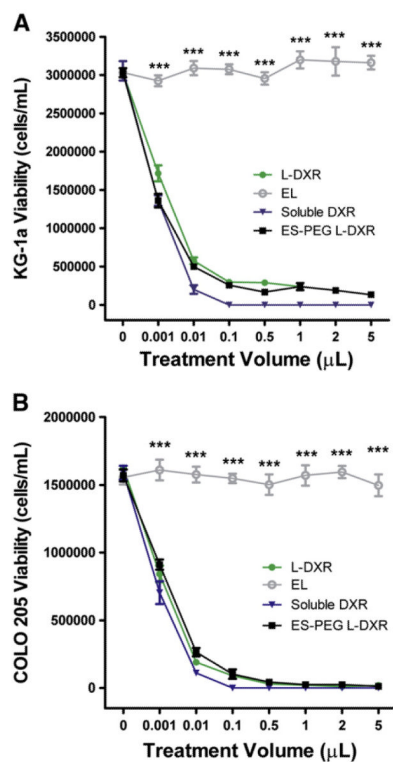 A
KG-1a Viability (cells/mL)
3500000
3000000
2500000
2000000
1500000
1000000
500000
0
*** *** *** *** *** *** ***
L-DXR
EL
Soluble DXR
ES-PEG L-DXR
0 0.001 0.01 0.1 0.5 1 2 5
Treatment Volume (μL)
B
COLO 205 Viability (cells/mL)
2000000
1500000
1000000
500000
0
*** *** *** *** *** *** ***
L-DXR
EL
Soluble DXR
ES-PEG L-DXR
0 0.001 0.01 0.1 0.5 1 2 5
Treatment Volume (μL)